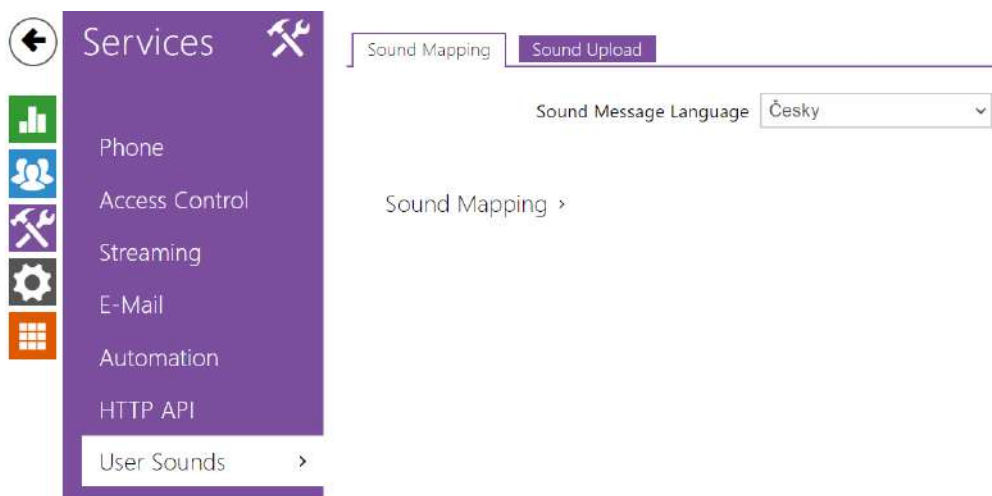 Services
Phone
Access Control
Streaming
E-Mail
Automation
HTTP API
User Sounds
Sound Mapping
Sound Upload
Sound Message Language
Česky
Sound Mapping